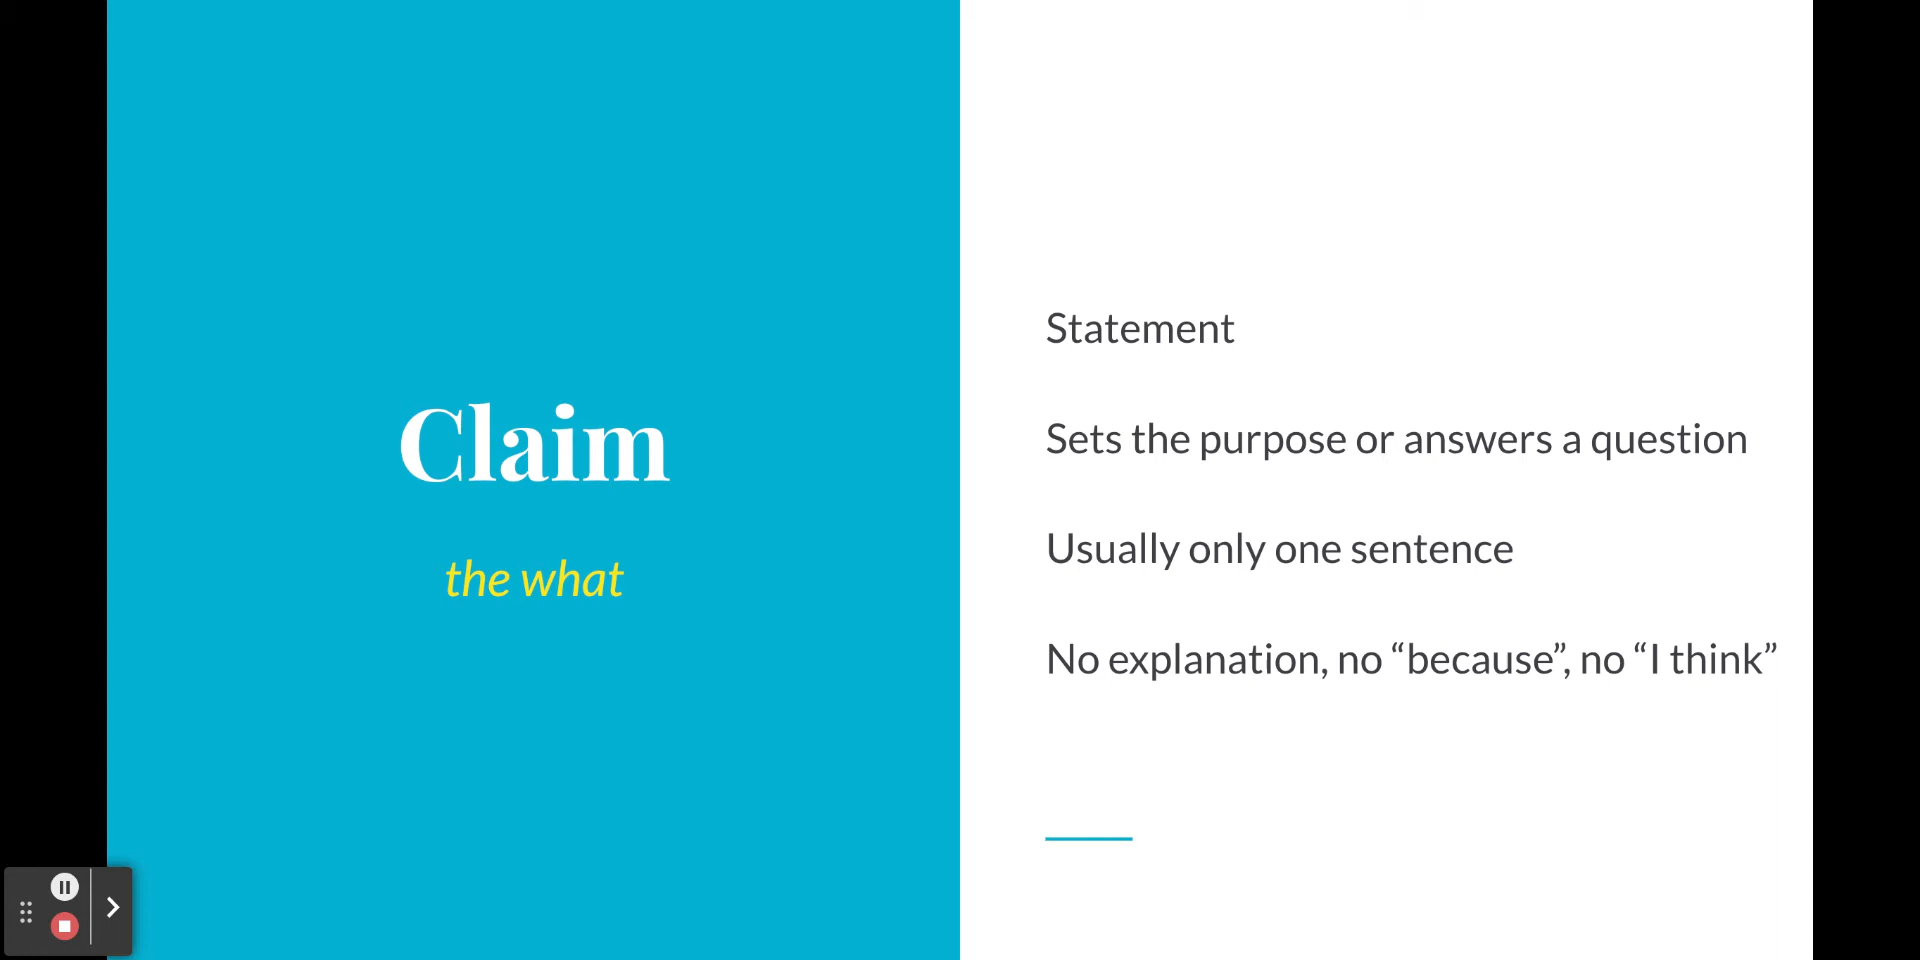 Claim
the what
Statement
Sets the purpose or answers a question
Usually only one sentence
No explanation, no “because”, no “I think”